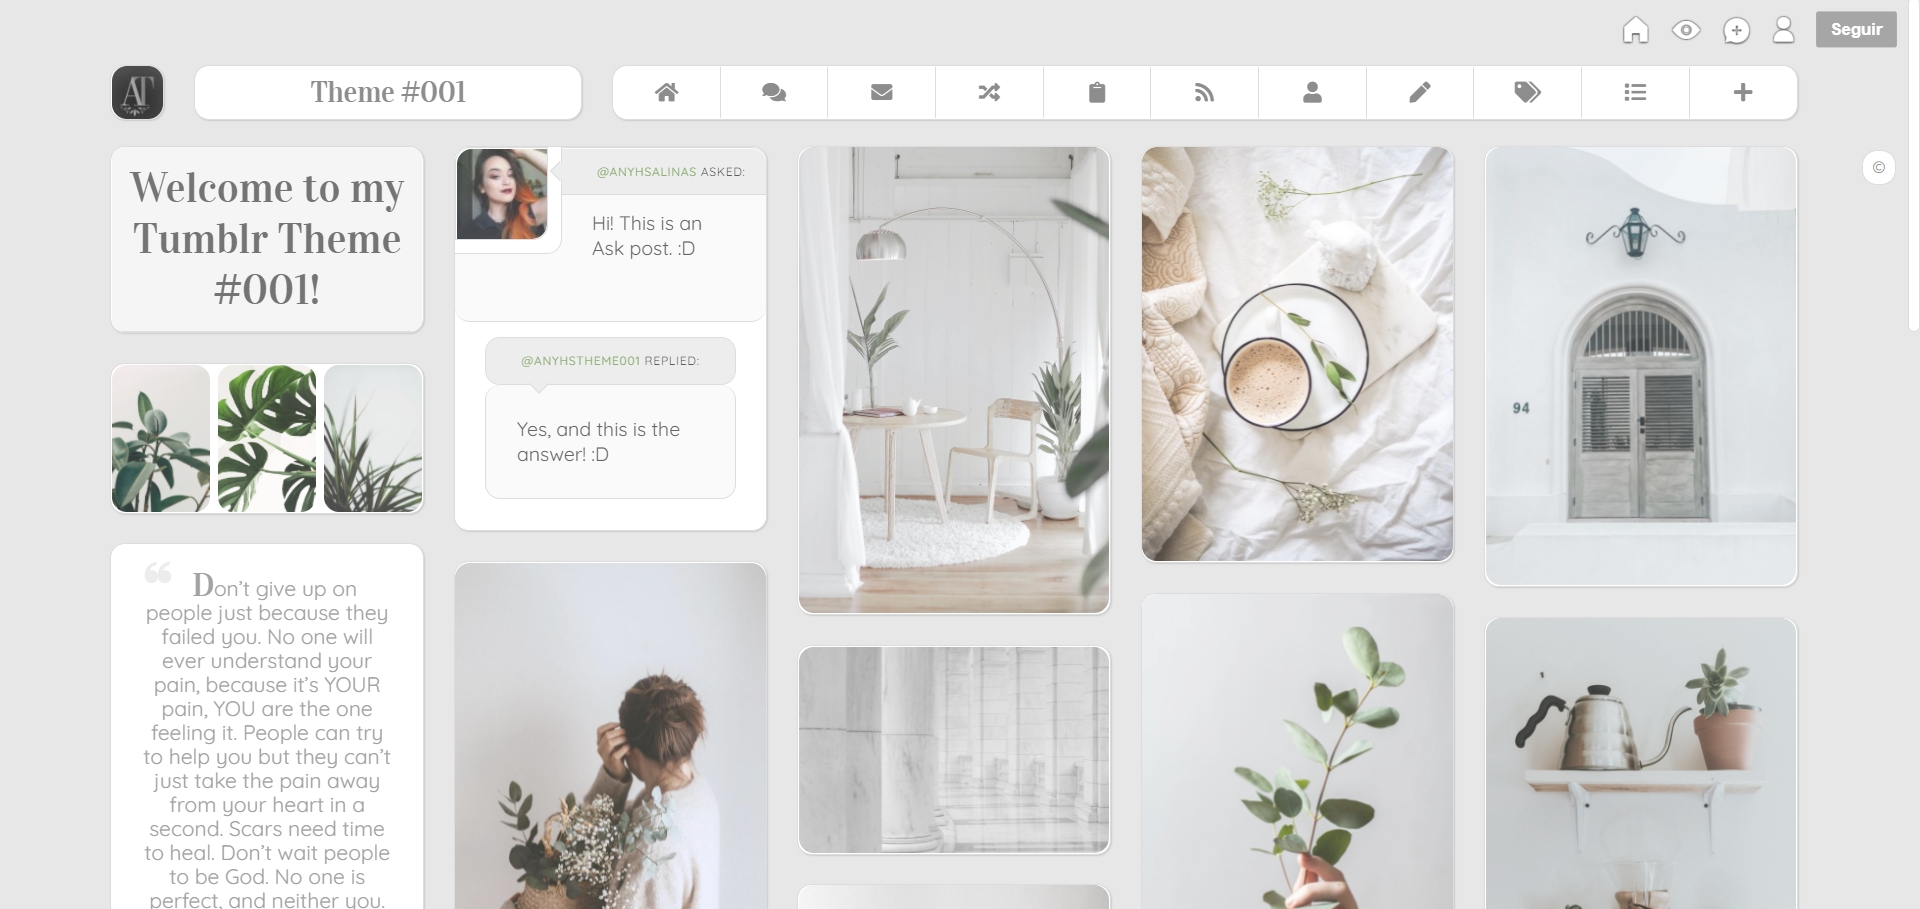 Seguir
AT
Theme #001
Welcome to my
Tumblr Theme
#001!
@ANYHSALINAS ASKED:
Hi! This is an
Ask post. :D
@ANYHSTHEME001 REPLIED:
Yes, and this is the
answer! :D
©
94
“ Don’t give up on
people just because they
failed you. No one will
ever understand your
pain, because it’s YOUR
pain, YOU are the one
feeling it. People can try
to help you but they can’t
just take the pain away
from your heart in a
second. Scars need time
to heal. Don’t wait people
to be God. No one is
perfect, and neither you.